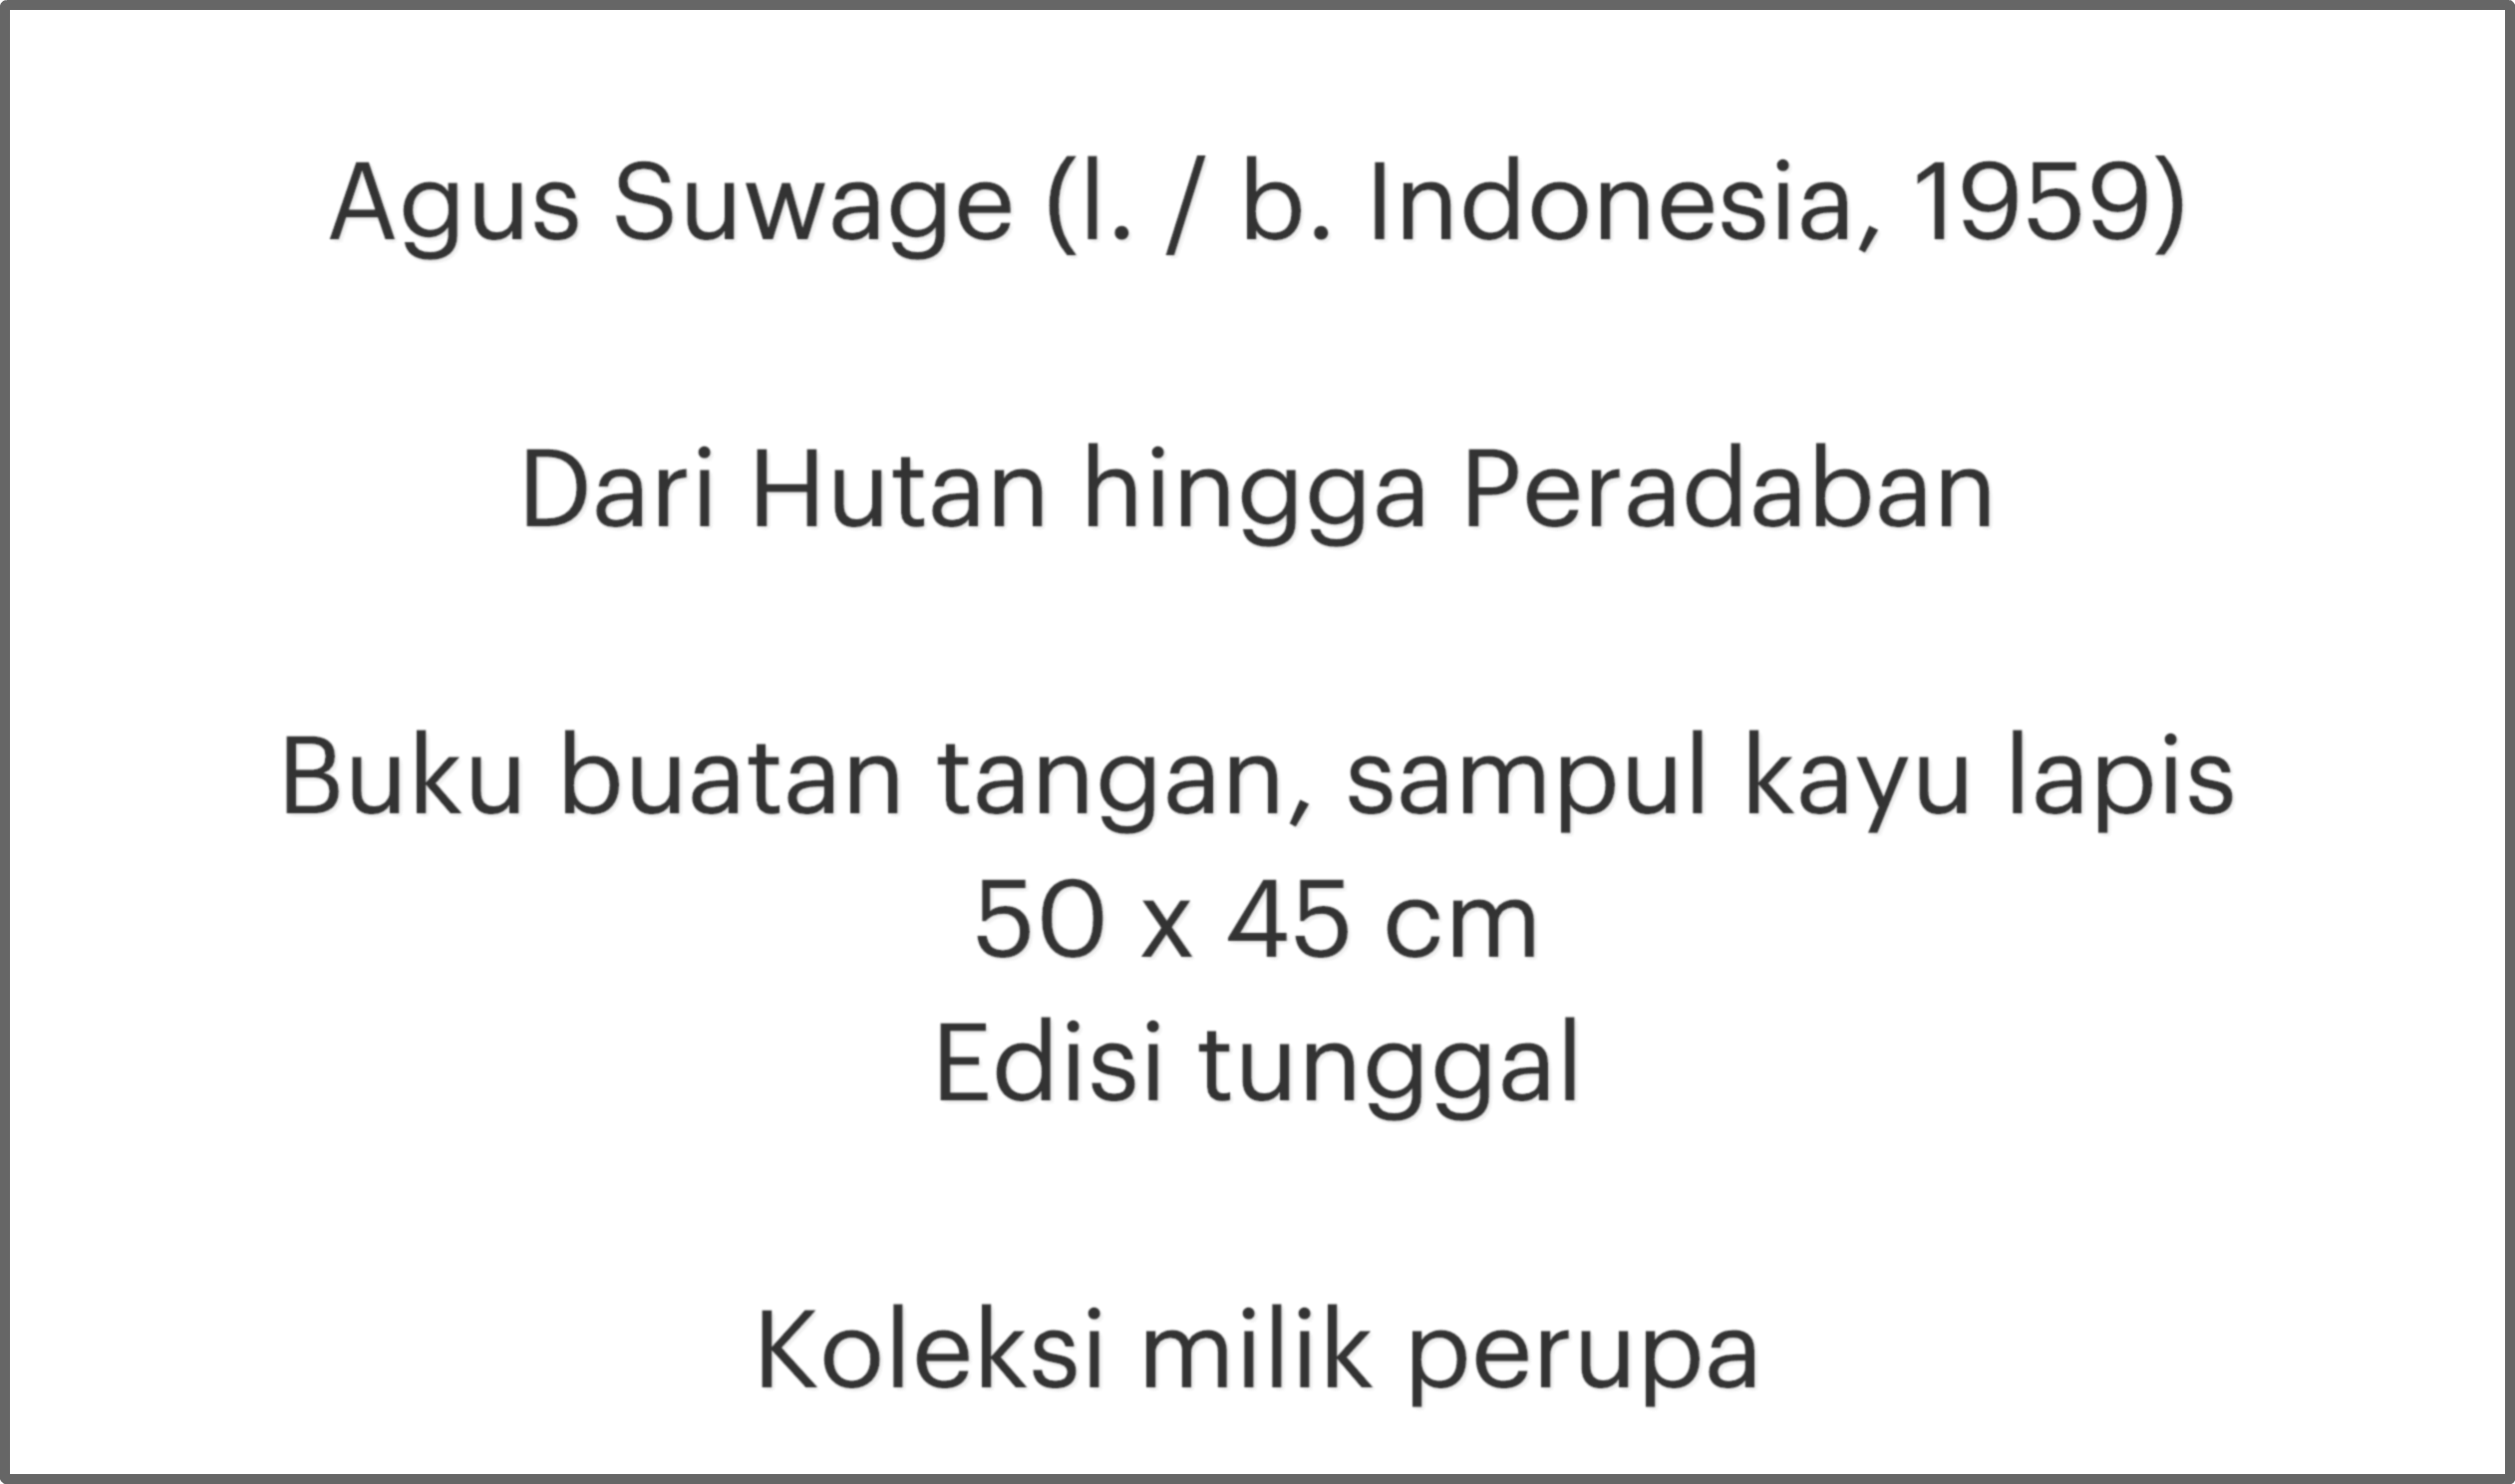 Agus Suwage (l. / b. Indonesia, 1959)
Dari Hutan hingga Peradaban
Buku buatan tangan, sampul kayu lapis
50 x 45 cm
Edisi tunggal
Koleksi milik perupa